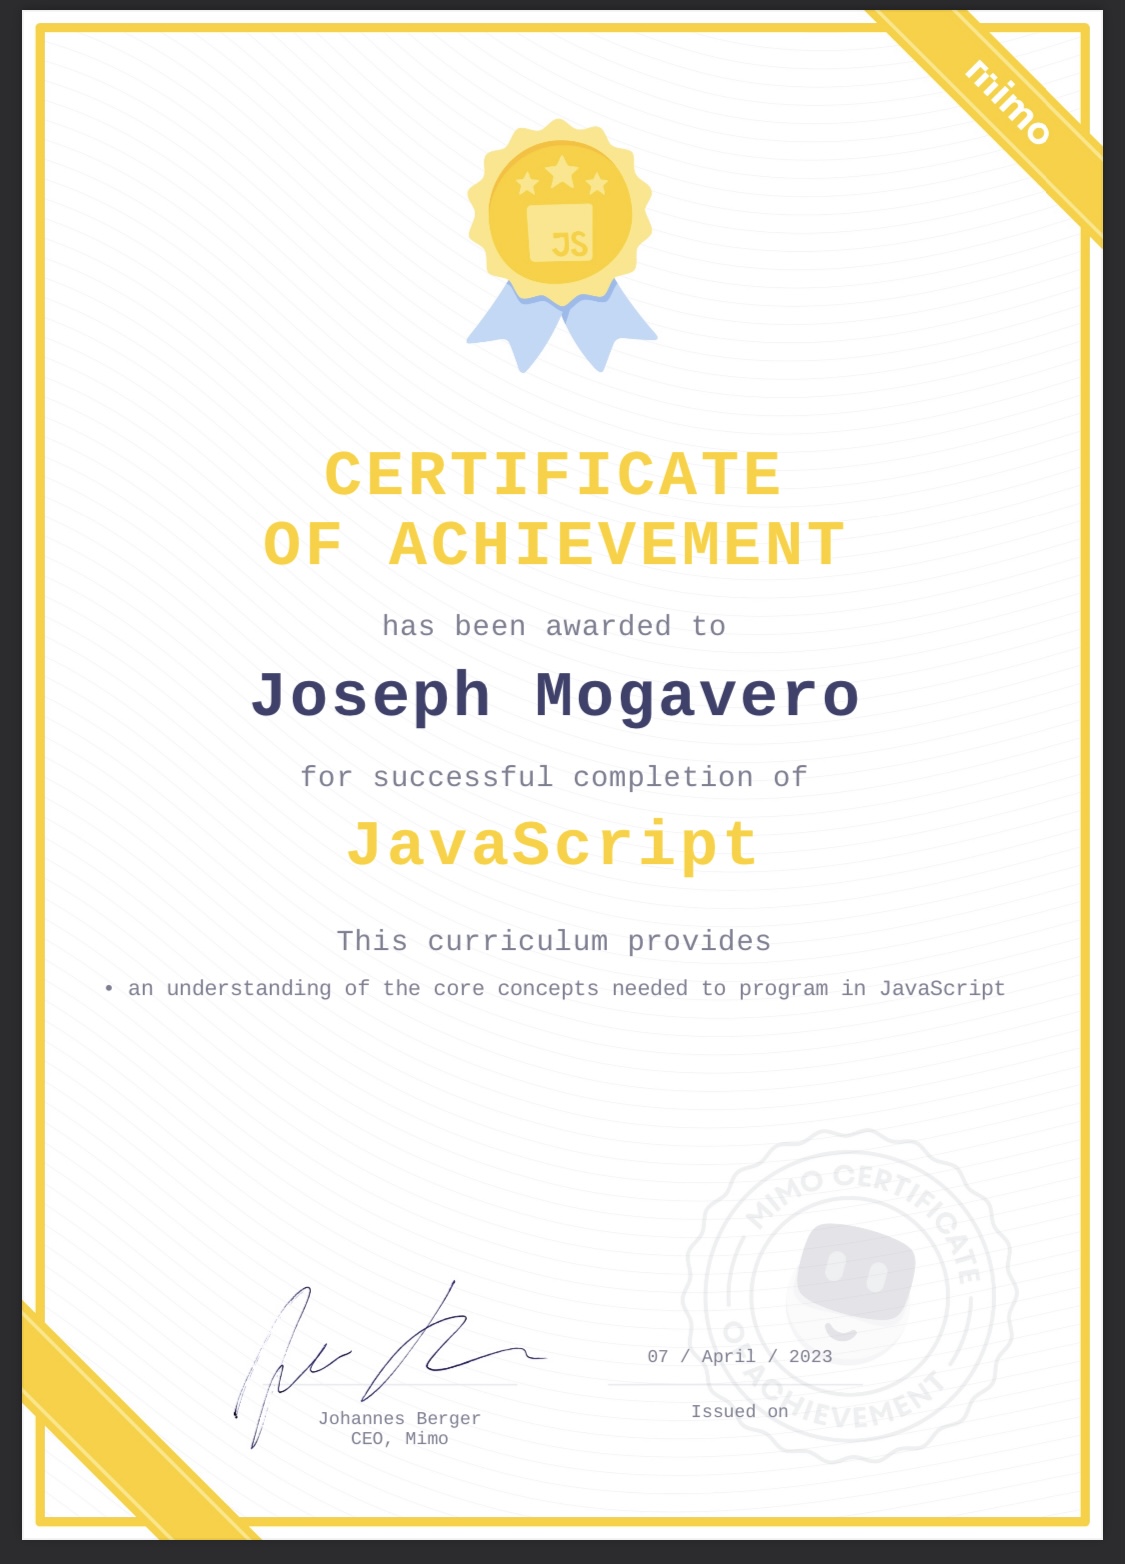 mimo
JS
CERTIFICATE
OF ACHIEVEMENT
has been awarded to
Joseph Mogavero
for successful completion of
JavaScript
This curriculum provides
• an understanding of the core concepts needed to program in JavaScript
MIMO CERTIFICATE
OF ACHIEVEMENT
07 / April / 2023
Johannes Berger
CEO, Mimo
Issued on